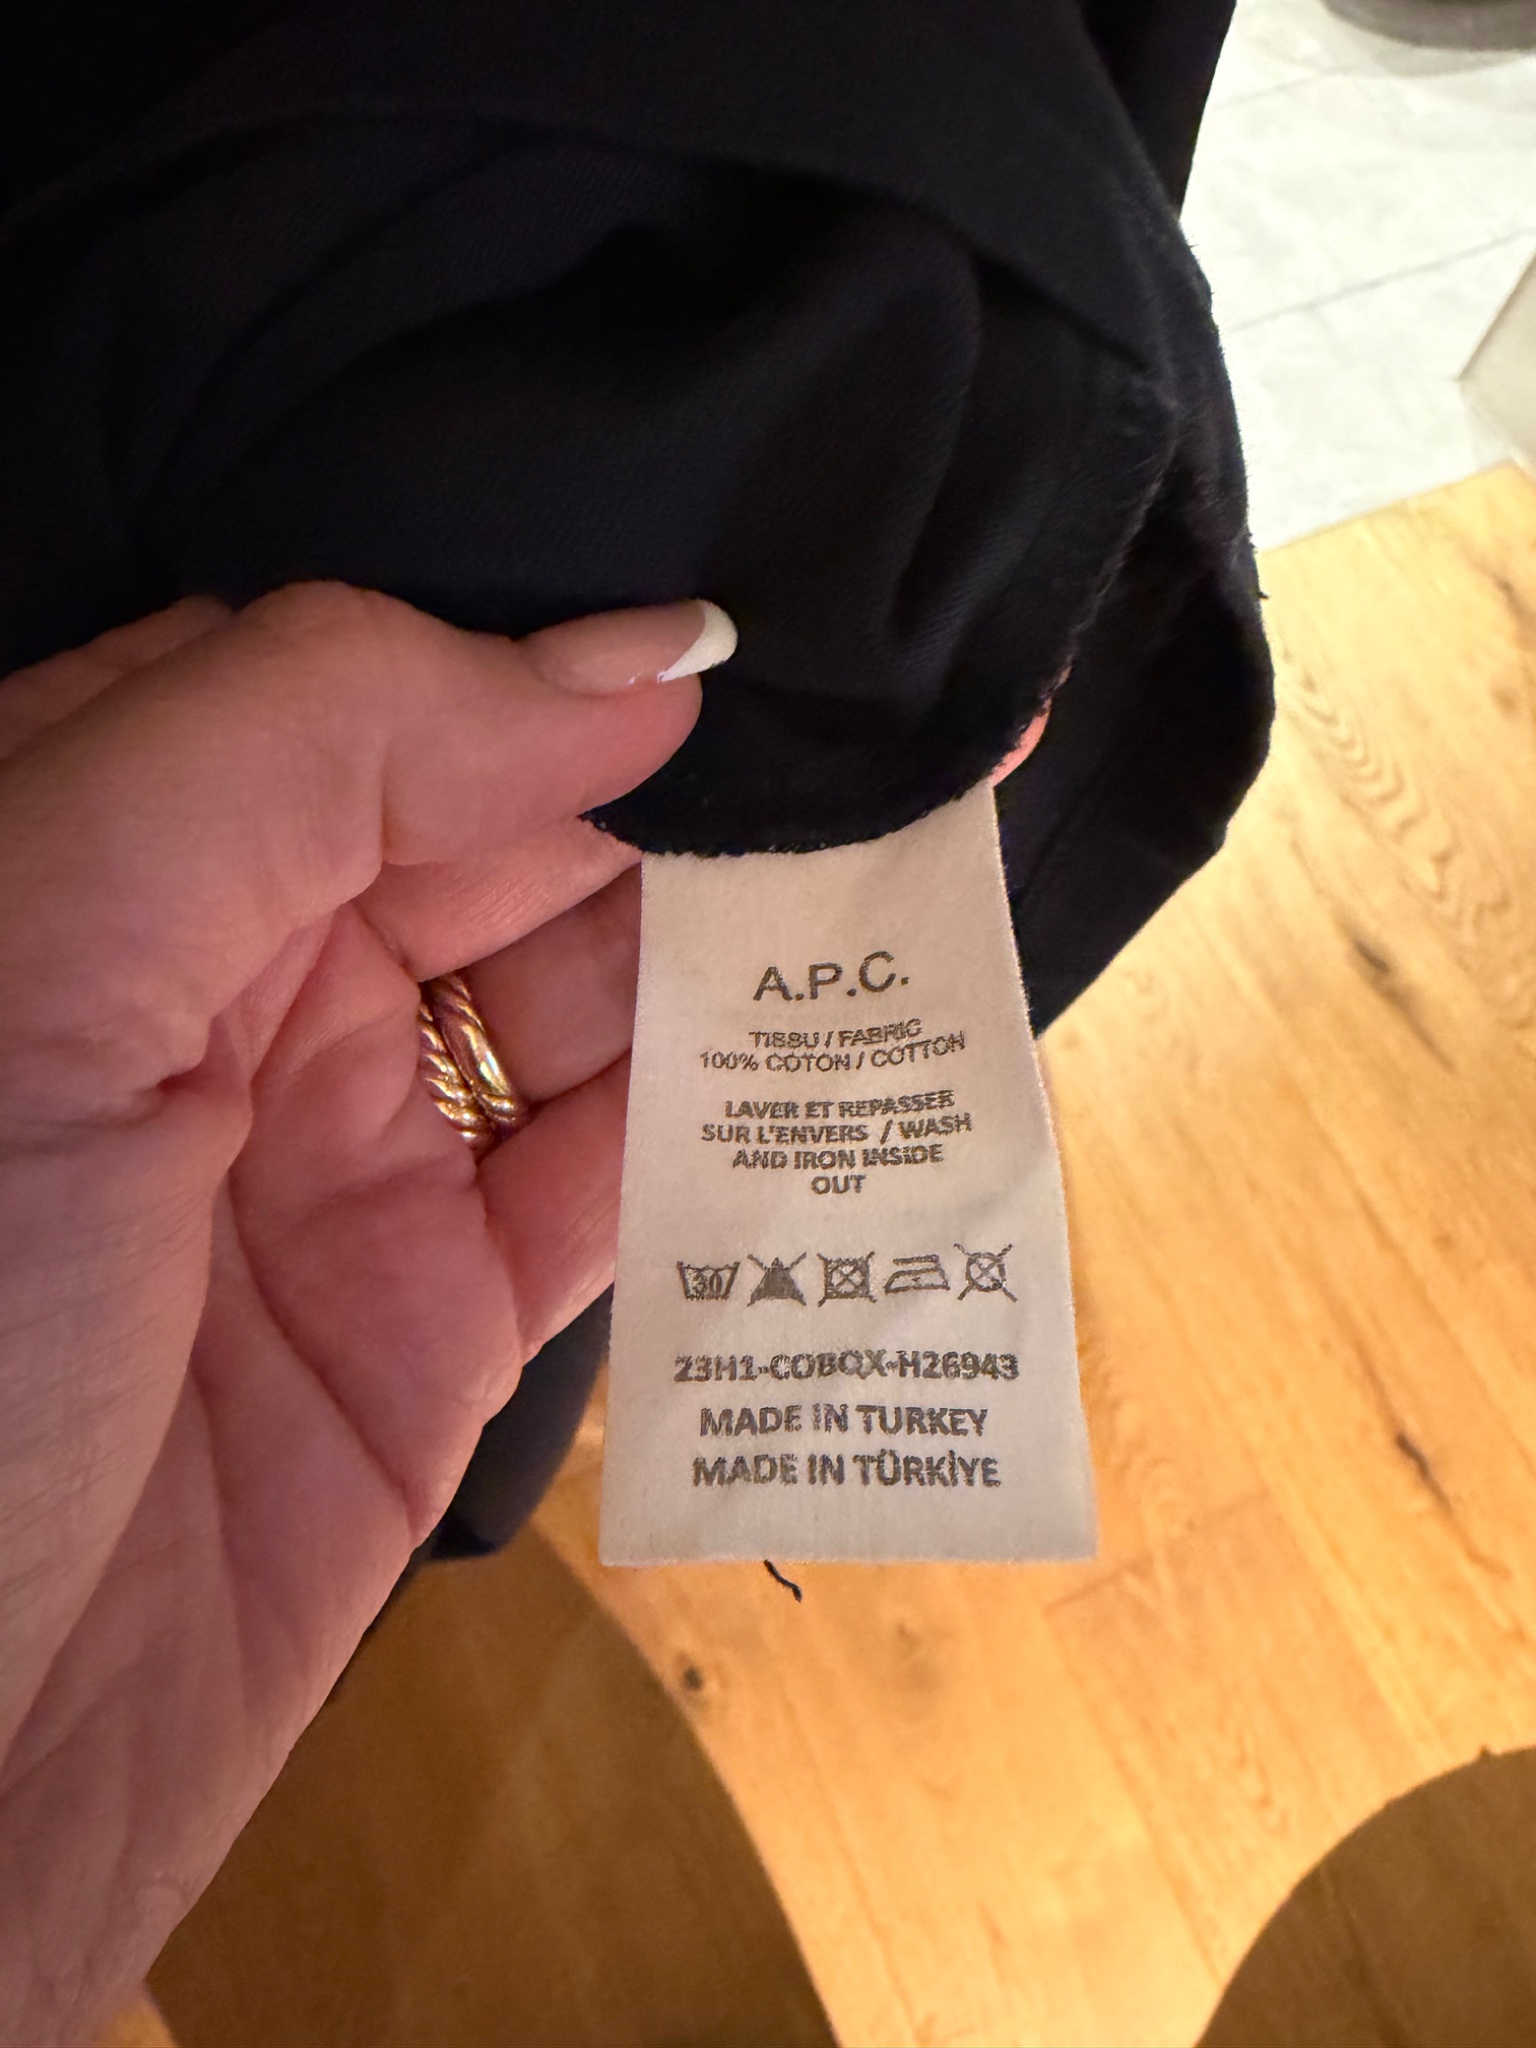 A.P.C.
TISSU / FABRIC
100% COTON / COTTON
LAVER ET REPASSER
SUR L'ENVERS / WASH
AND IRON INSIDE
OUT
30
23H1-COBQX-H26943
MADE IN TURKEY
MADE IN TÜRKİYE